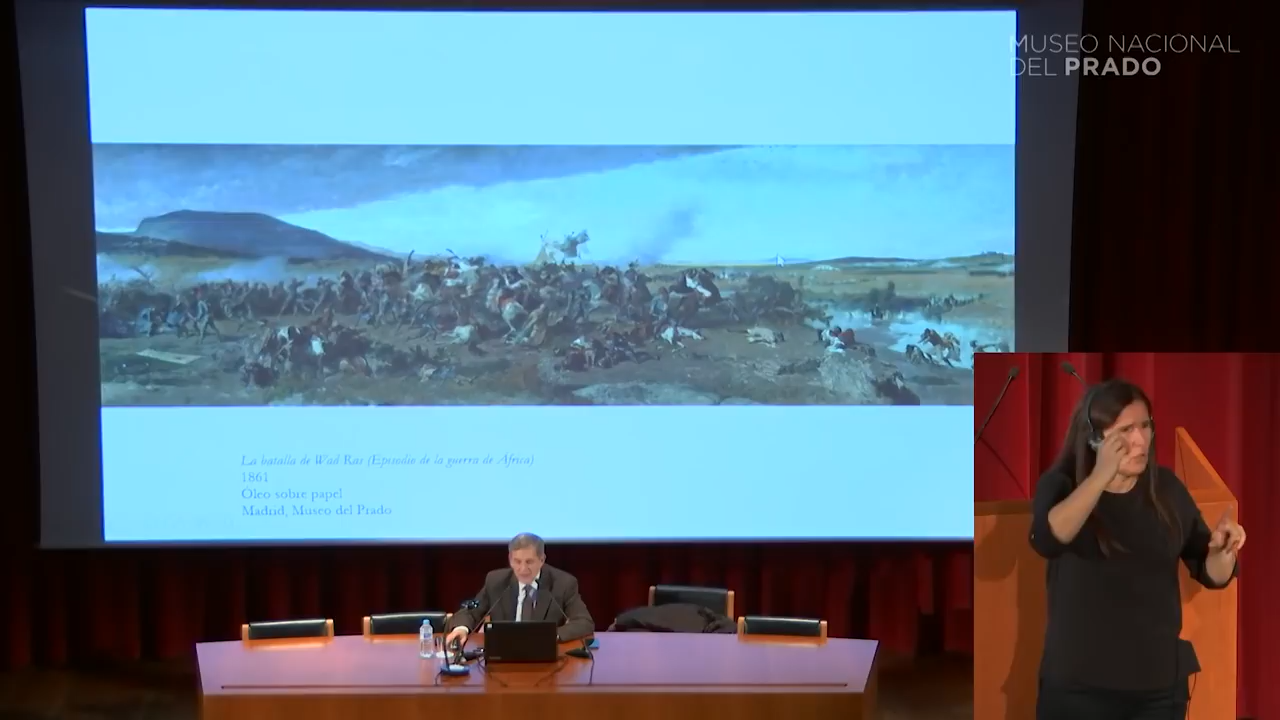 MUSEO NACIONAL
DEL PRADO
La batalla de Wad-Ras (Episodio de la guerra de África)
1861
Óleo sobre papel
Madrid, Museo del Prado